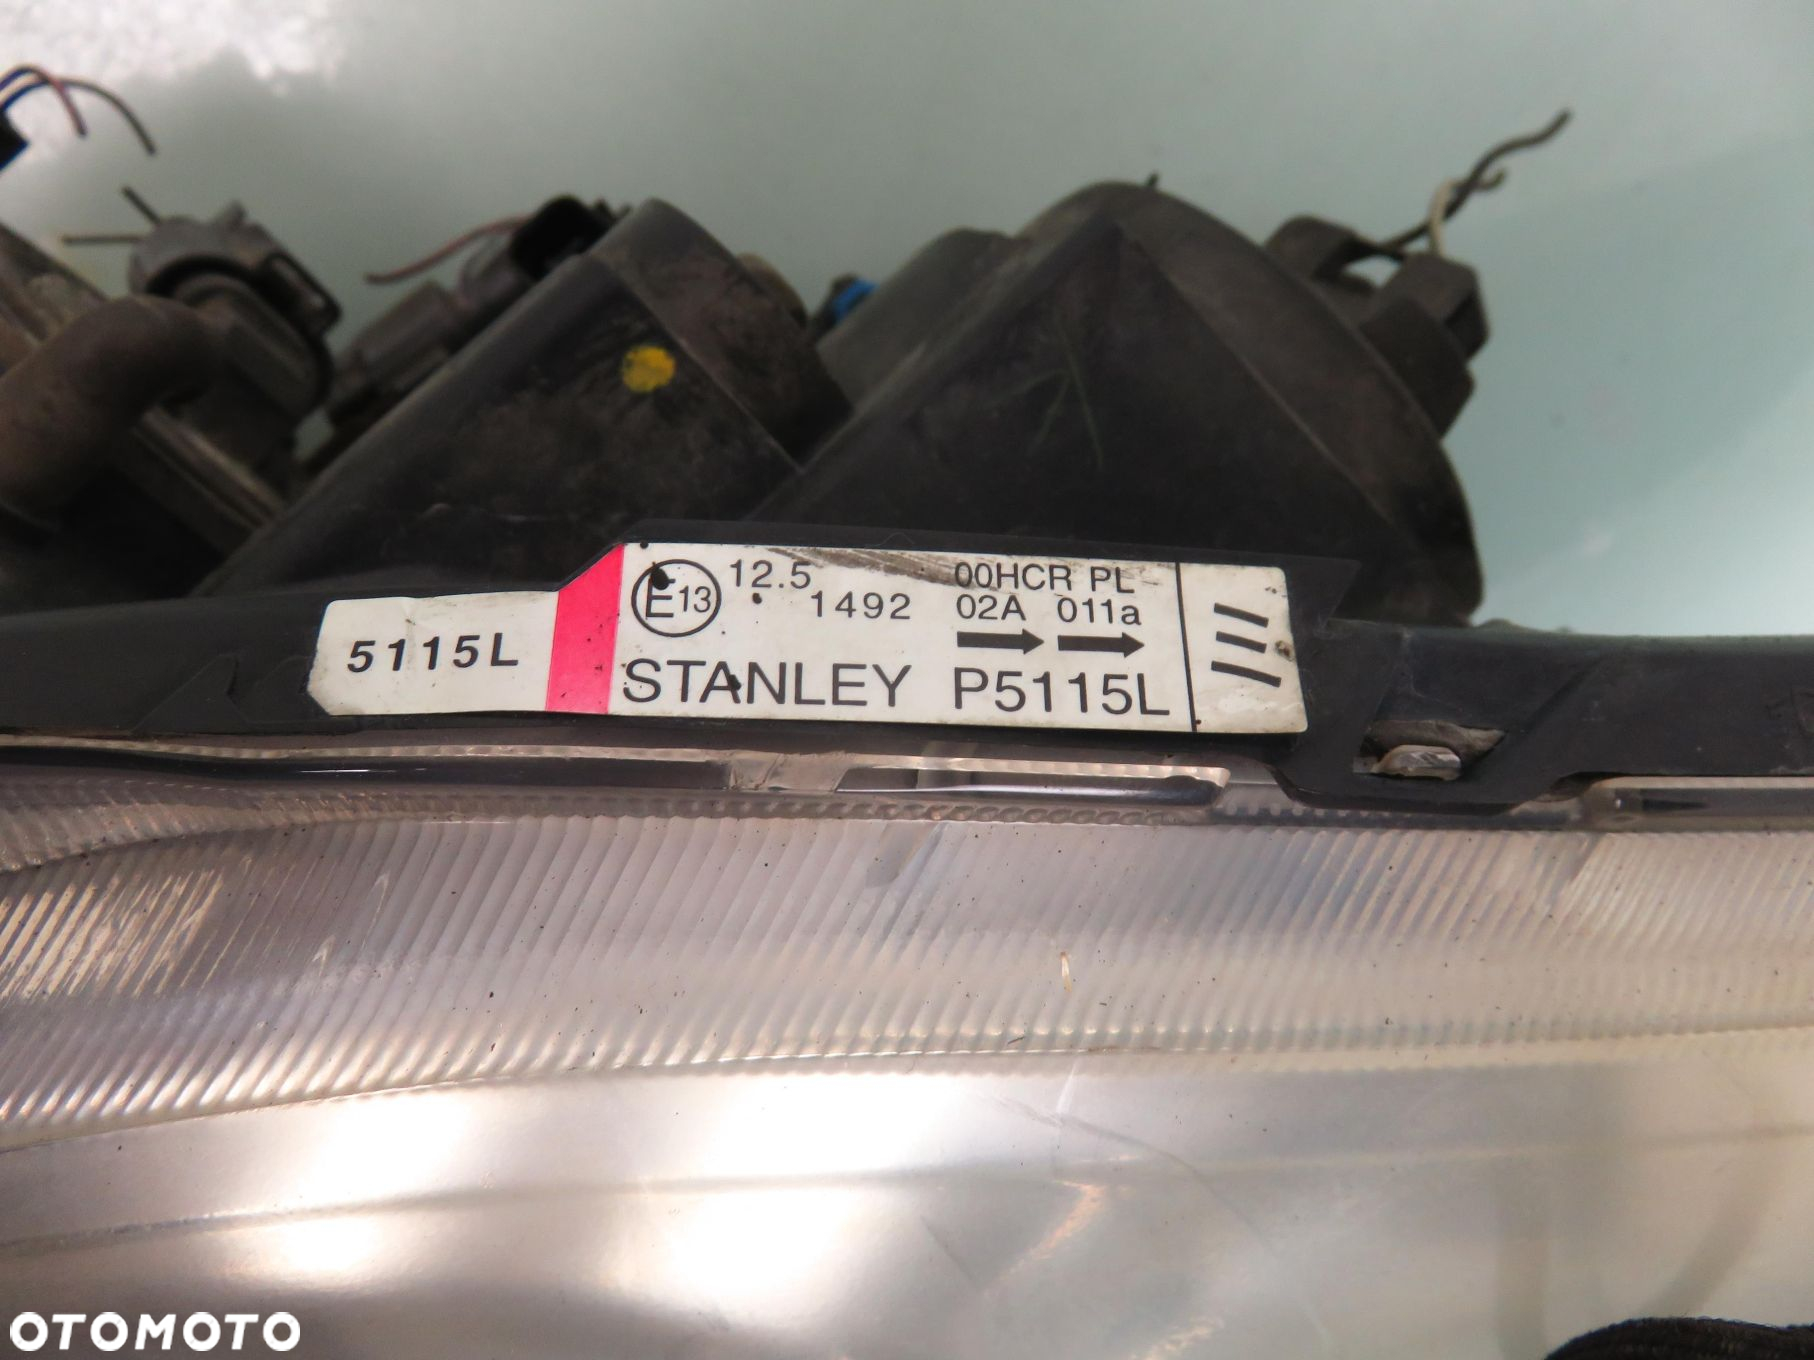 5115L
E13 12.5 00HCR PL
1492 02A 011a
STANLEY P5115L
OTOMOTO